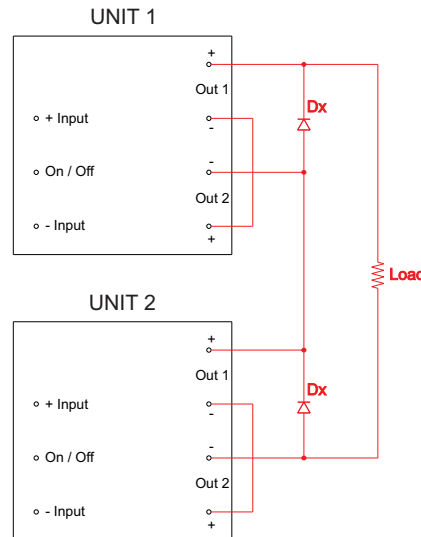 UNIT 1
+
Out 1
Dx
+ Input
-
On / Off
-
Out 2
- Input
+
Load
UNIT 2
+
Out 1
Dx
+ Input
-
On / Off
-
Out 2
- Input
+